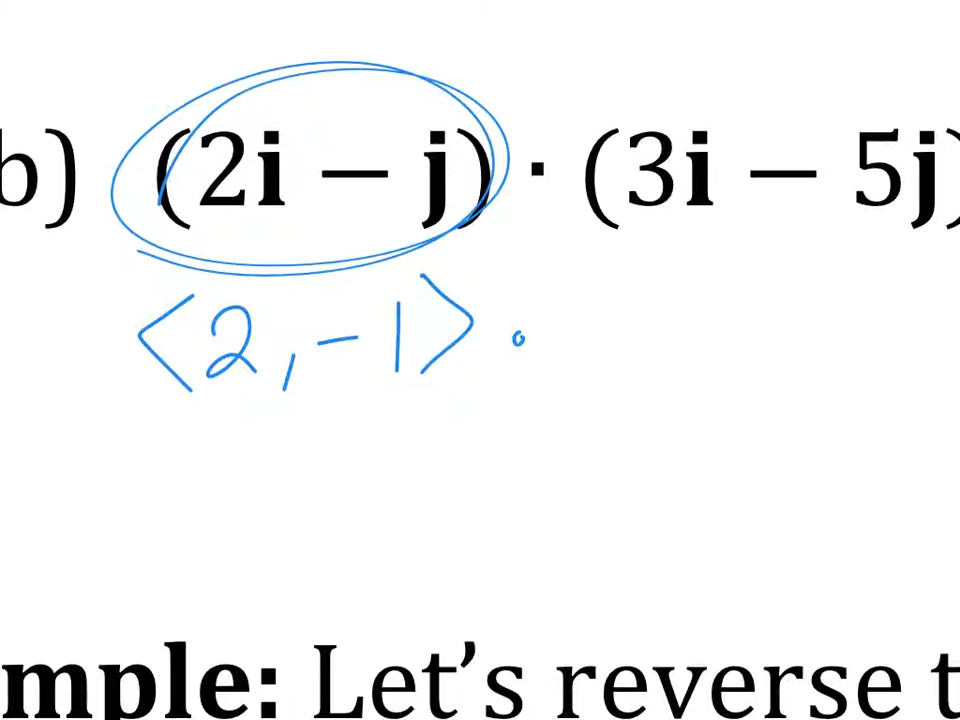 b) (2i − j) · (3i − 5j)
<2, -1> ·
mple: Let’s reverse t